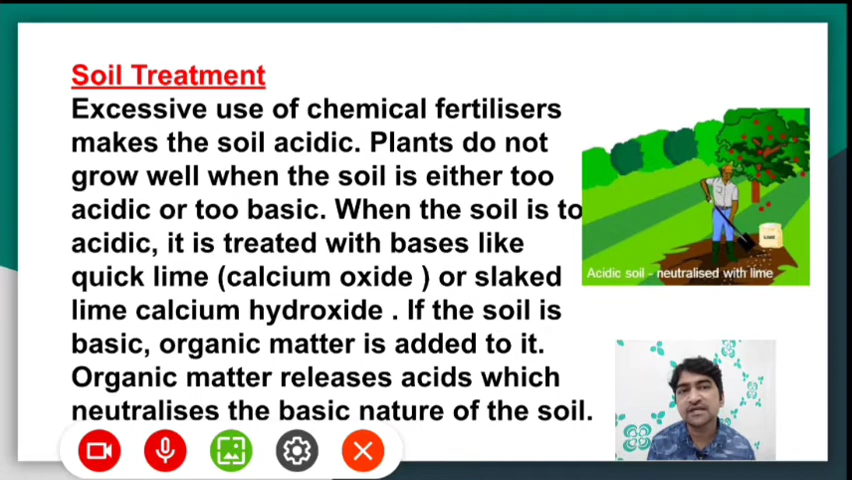 Soil Treatment
Excessive use of chemical fertilisers
makes the soil acidic. Plants do not
grow well when the soil is either too
acidic or too basic. When the soil is to
acidic, it is treated with bases like
quick lime (calcium oxide ) or slaked
lime calcium hydroxide . If the soil is
basic, organic matter is added to it.
Organic matter releases acids which
neutralises the basic nature of the soil.
LIME
Acidic soil - neutralised with lime